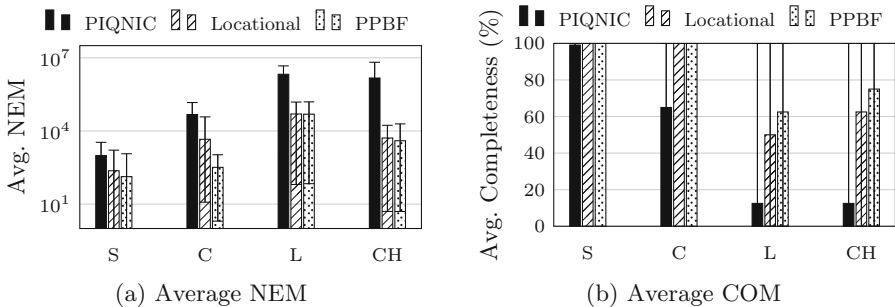 PIQNIC Locational PPBF
Avg. NEM
10^7
10^4
10^1
S C L CH
(a) Average NEM
PIQNIC Locational PPBF
Avg. Completeness (%)
100
80
60
40
20
0
S C L CH
(b) Average COM